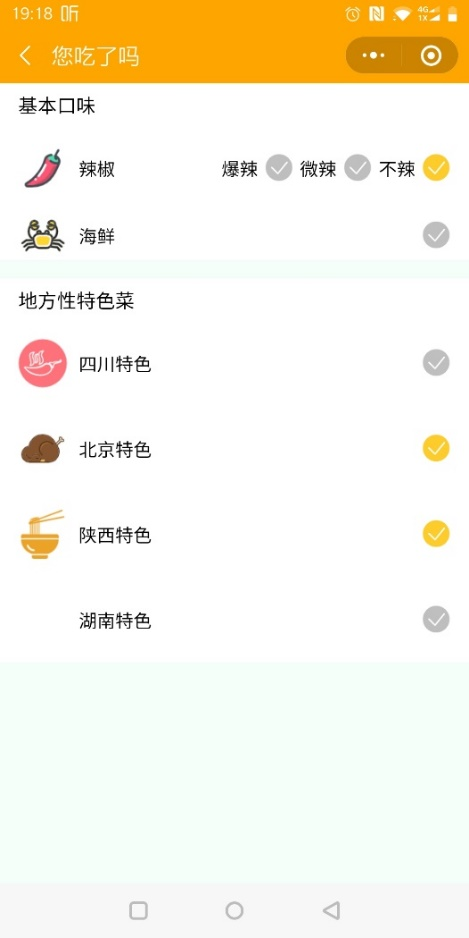 19:18 听
4G
1X
您吃了吗
基本口味
辣椒 爆辣 微辣 不辣
海鲜
地方性特色菜
四川特色
北京特色
陕西特色
湖南特色